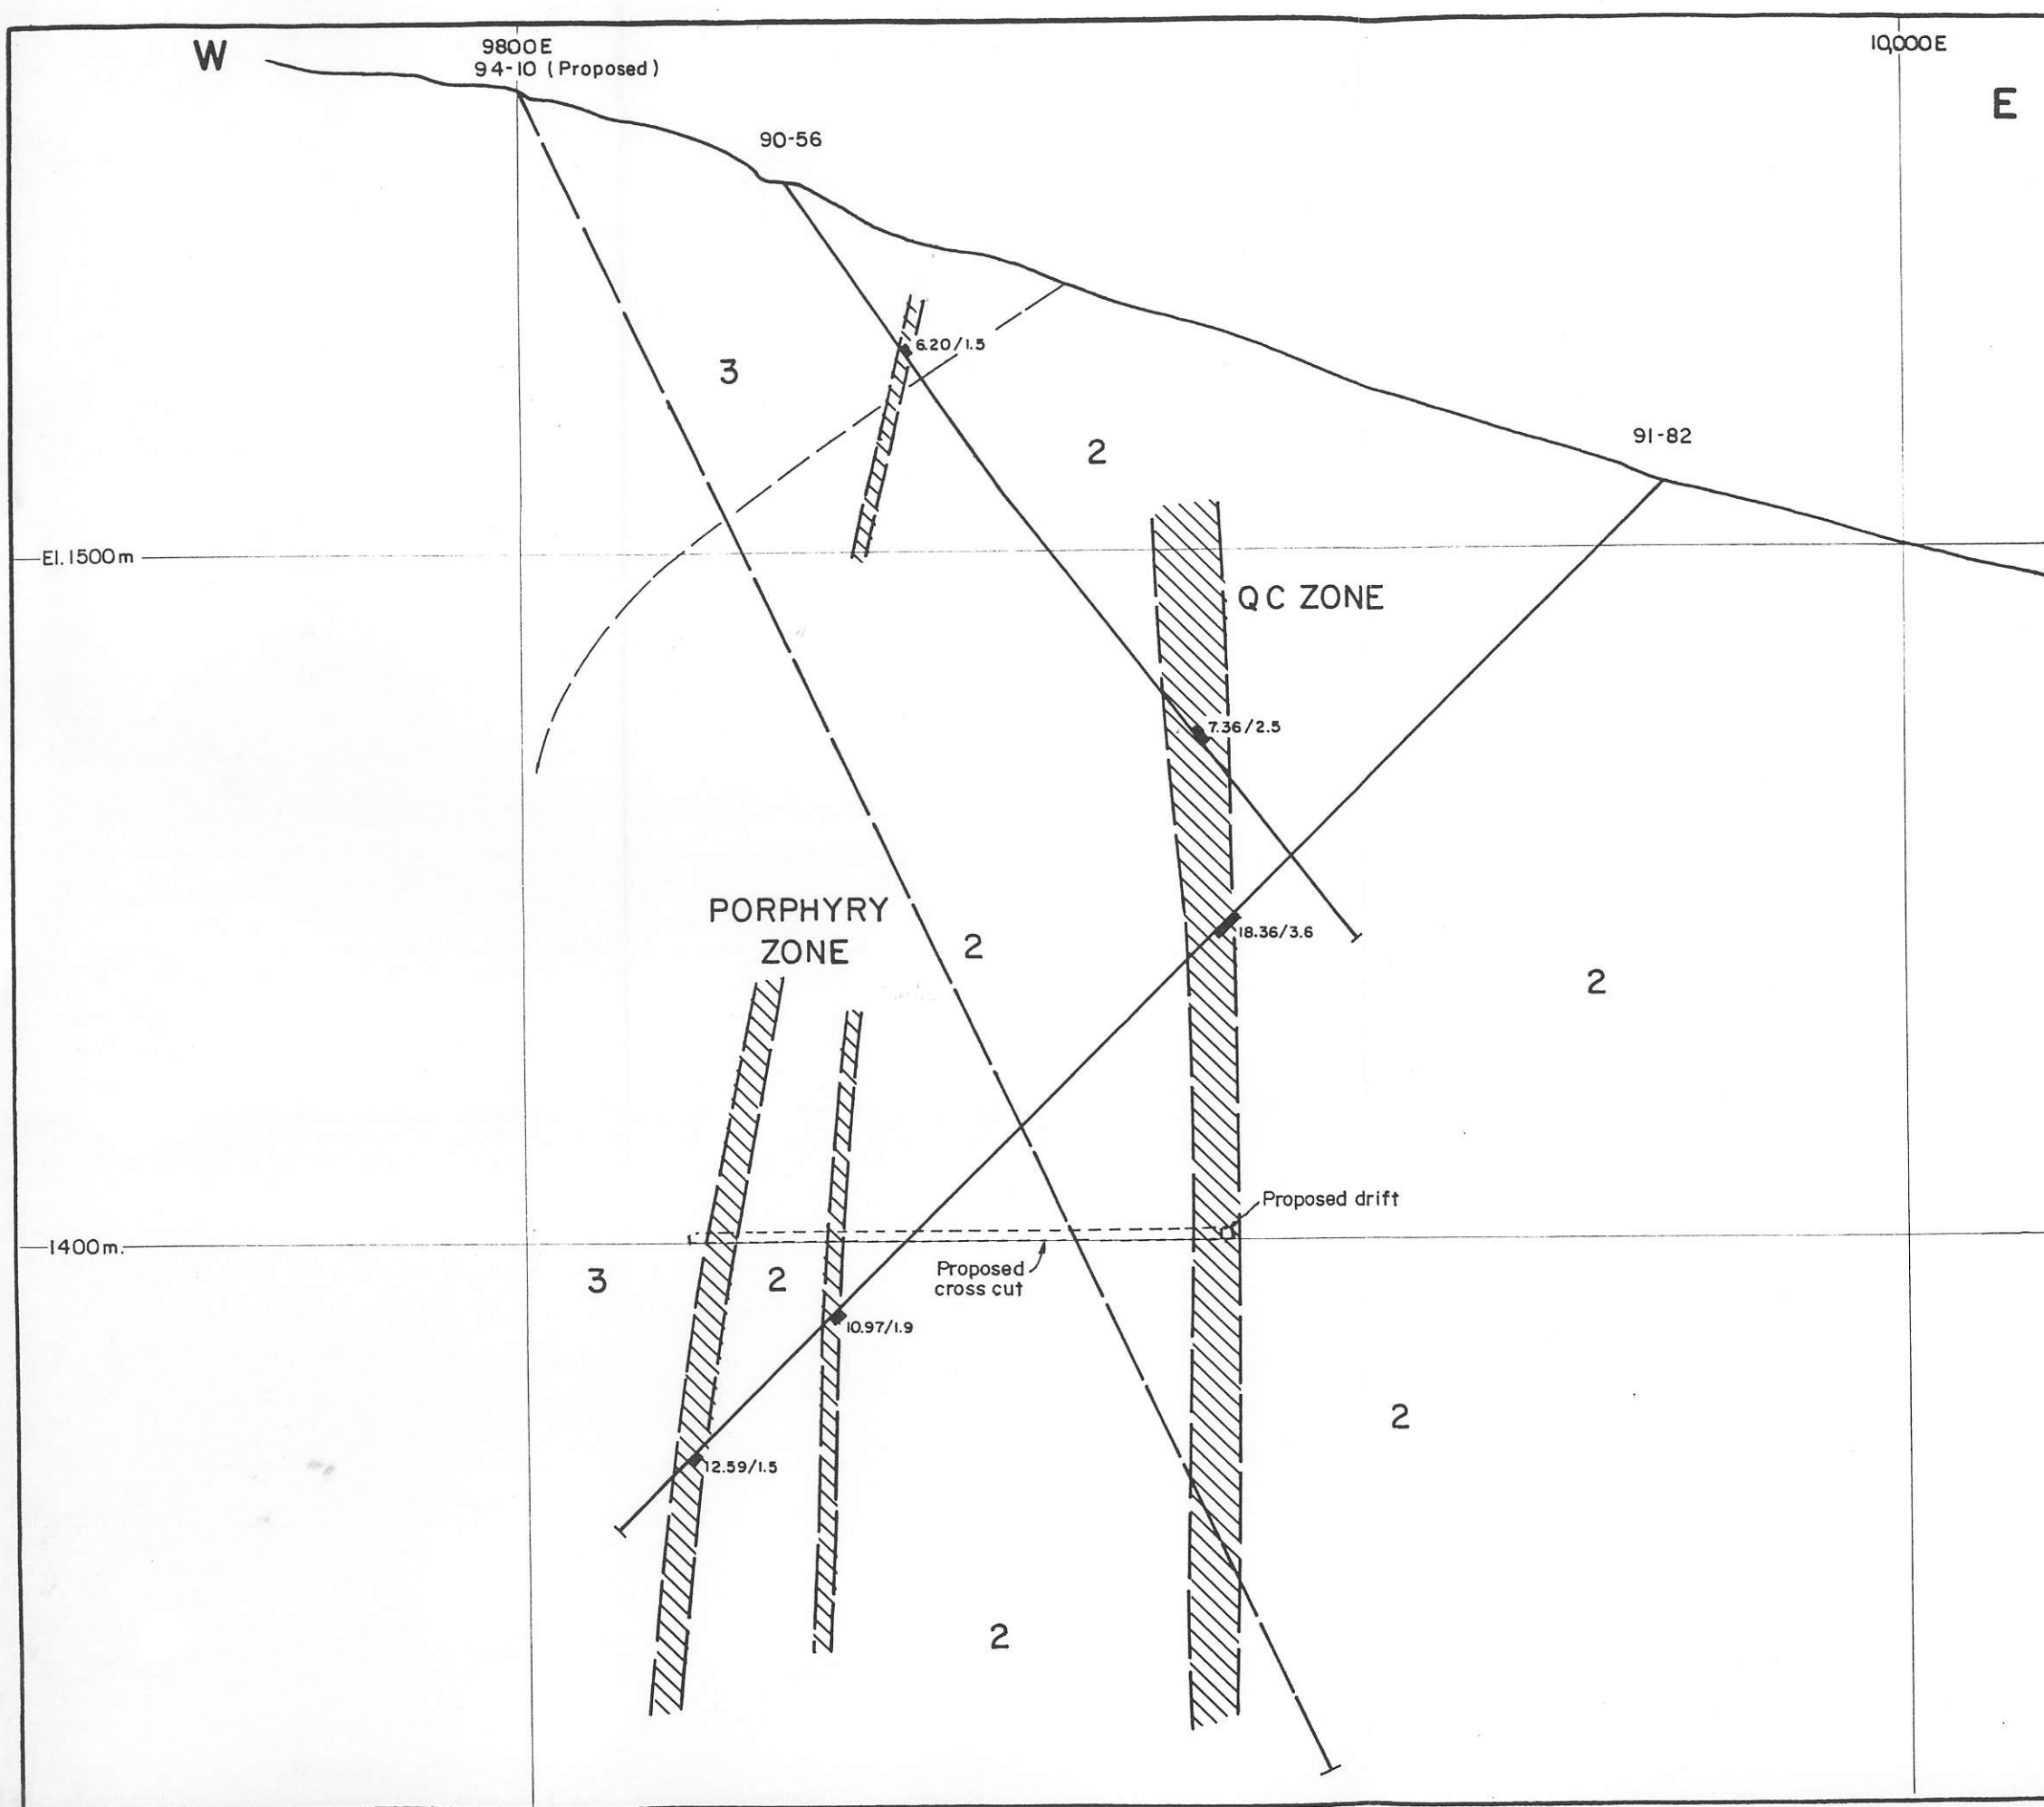 W
9800E
10,000E
94-10 (Proposed)
E
90-56
6.20/1.5
3
2
91-82
El. 1500m
QC ZONE
7.36/2.5
PORPHYRY
ZONE
2
18.36/3.6
2
Proposed drift
1400m.
3
2
Proposed
cross cut
10.97/1.9
2
12.59/1.5
2